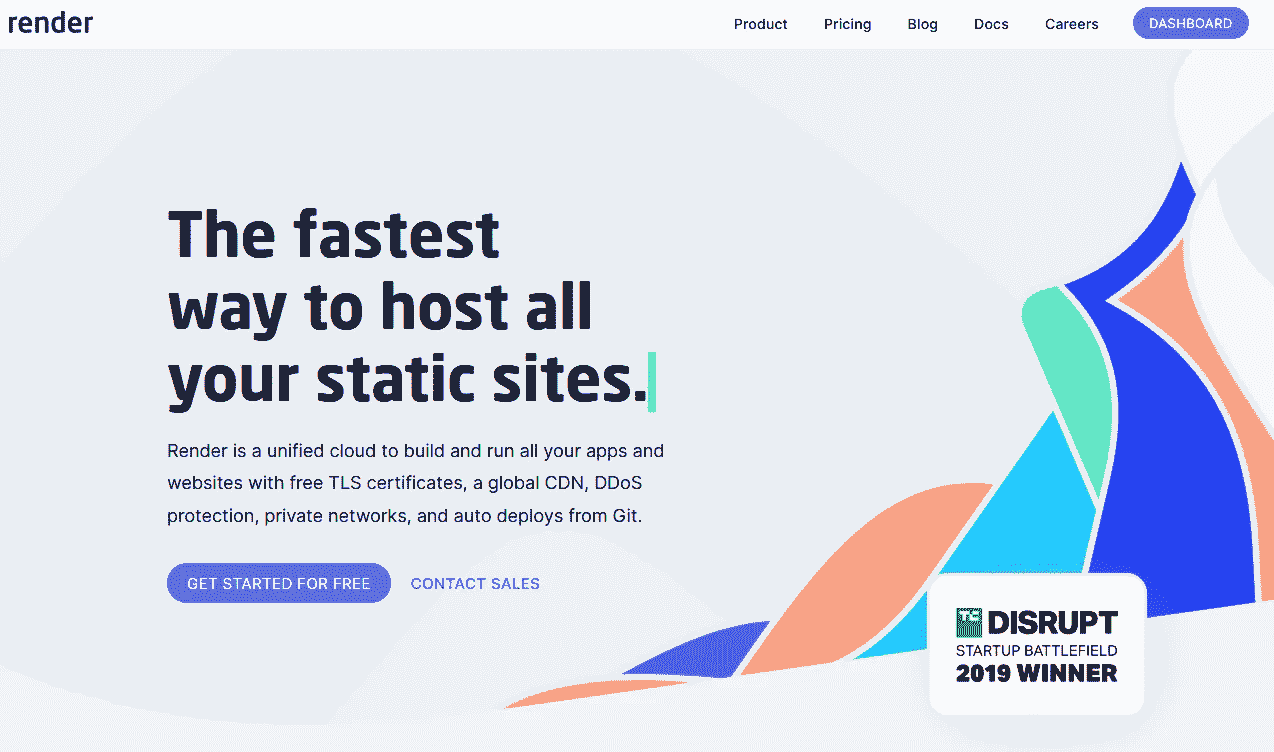 render
Product Pricing Blog Docs Careers DASHBOARD
The fastest
way to host all
your static sites.
Render is a unified cloud to build and run all your apps and
websites with free TLS certificates, a global CDN, DDoS
protection, private networks, and auto deploys from Git.
GET STARTED FOR FREE CONTACT SALES
TC DISRUPT
STARTUP BATTLEFIELD
2019 WINNER